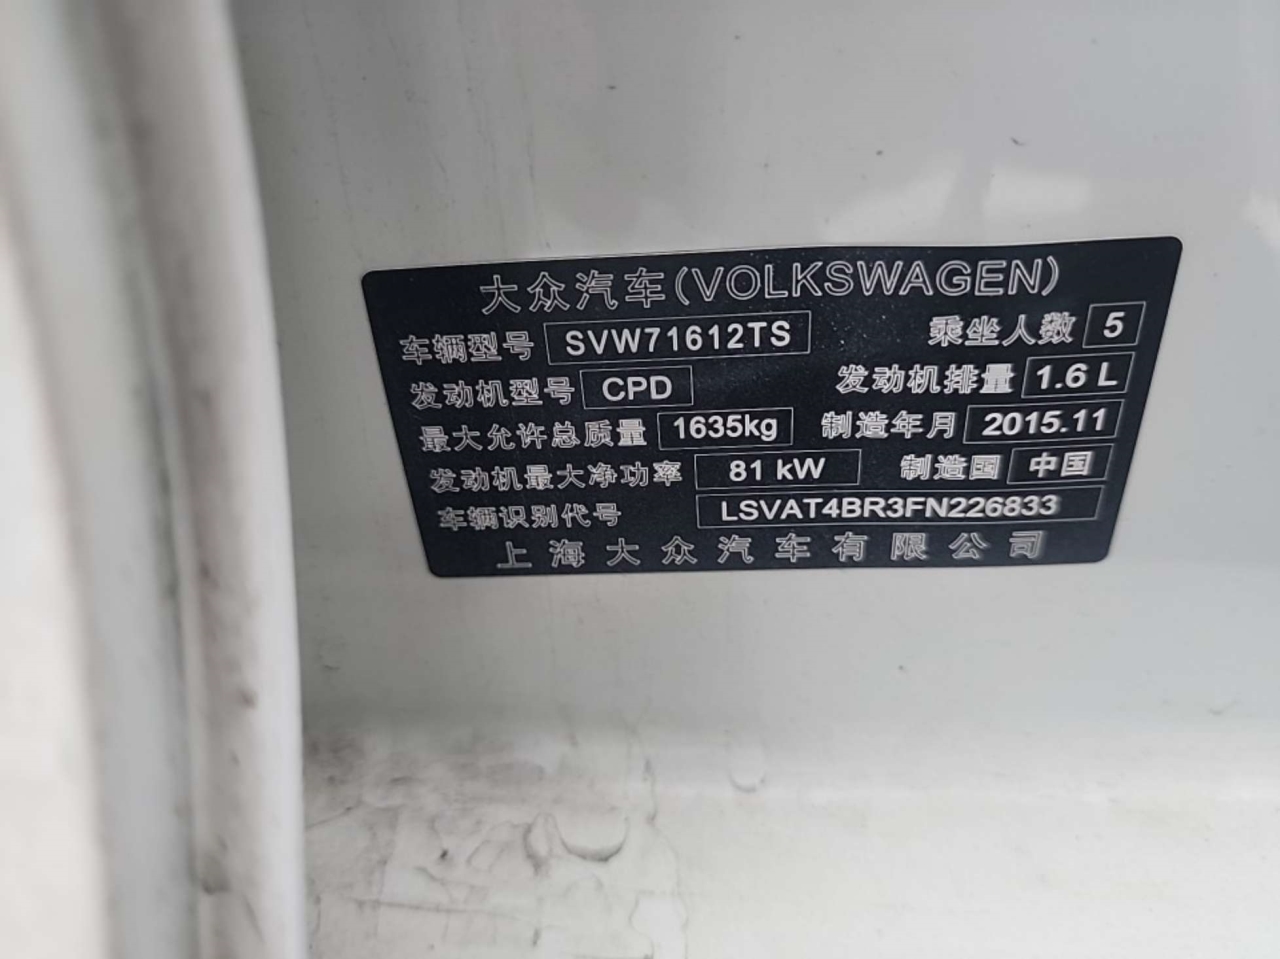 大众汽车(VOLKSWAGEN)
车辆型号 SVW71612TS 乘坐人数 5
发动机型号 CPD 发动机排量 1.6 L
最大允许总质量 1635kg 制造年月 2015.11
发动机最大净功率 81 kW 制造国 中国
车辆识别代号 LSVAT4BR3FN226833
上海大众汽车有限公司